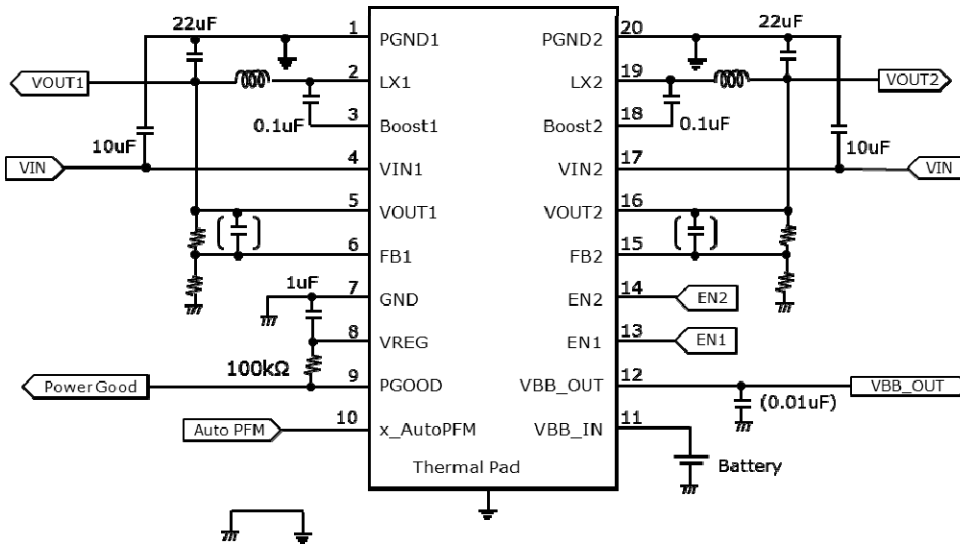 22uF
1
PGND1
PGND2
20
22uF
VOUT1
2
LX1
LX2
19
VOUT2
0.1uF
3
Boost1
Boost2
18
0.1uF
10uF
10uF
VIN
4
VIN1
VIN2
17
VIN
5
VOUT1
VOUT2
16
6
FB1
FB2
15
1uF
7
GND
EN2
14
EN2
8
VREG
EN1
13
EN1
100kΩ
PowerGood
9
PGOOD
VBB_OUT
12
VBB_OUT
(0.01uF)
Auto PFM
10
x_AutoPFM
VBB_IN
11
Thermal Pad
Battery